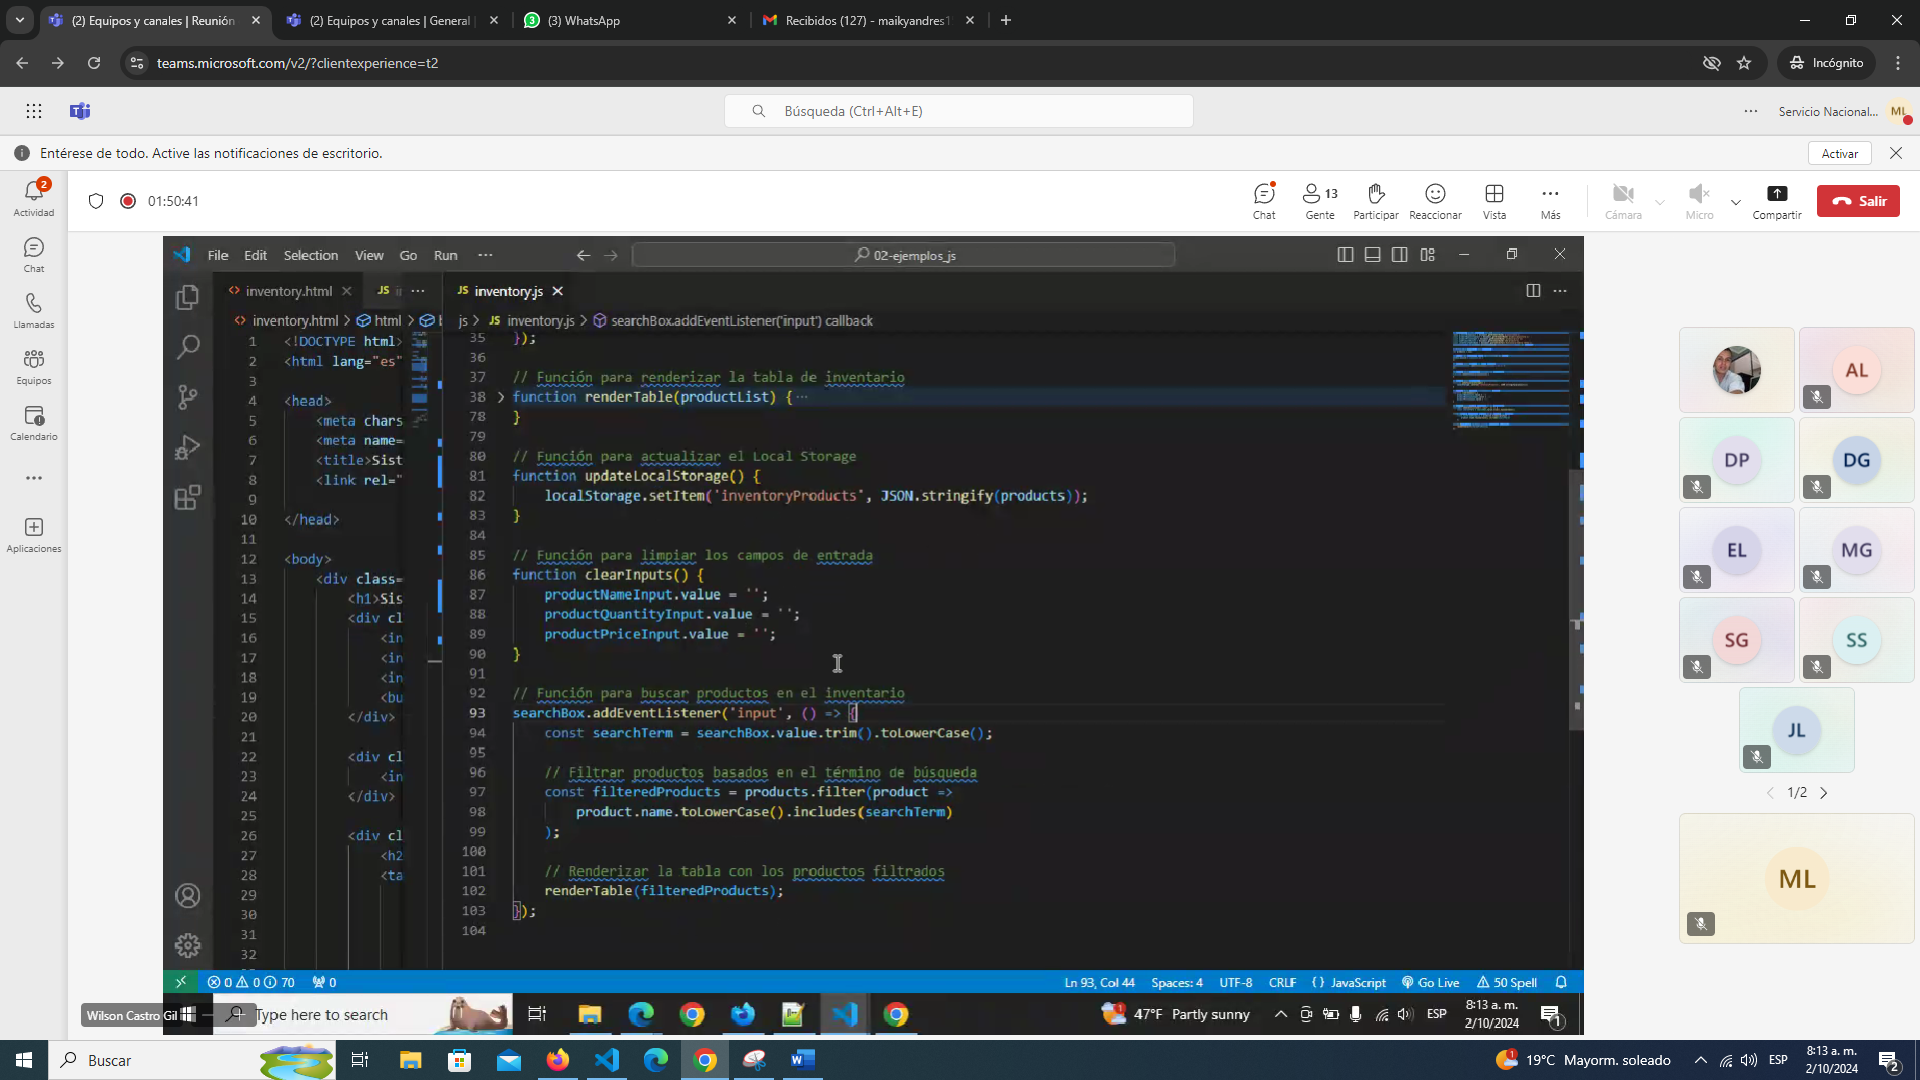 (2) Equipos y canales | Reunión
(2) Equipos y canales | General
(3) WhatsApp
Recibidos (127) - maikyandres1
teams.microsoft.com/v2/?clientexperience=t2
Incógnito
Búsqueda (Ctrl+Alt+E)
Servicio Nacional...
ML
Entérese de todo. Active las notificaciones de escritorio.
Activar
2
Actividad
Chat
Llamadas
Equipos
Calendario
Aplicaciones
01:50:41
Chat
13
Gente
Participar
Reaccionar
Vista
Más
Cámara
Micro
Compartir
Salir
File Edit Selection View Go Run ···
02-ejemplos_js
inventory.html
JS
JS inventory.js
inventory.html > html >
js > JS inventory.js > searchBox.addEventListener('input') callback
1 <!DOCTYPE html>
2 <html lang="es"
3
4 <head>
5 <meta chars
6 <meta name=
7 <title>Sist
8 <link rel="
9
10 </head>
11
12 <body>
13 <div class=
14 <h1>Sis
15 <div cl
16 <in
17 <in
18 <in
19 <bu
20 </div>
21
22 <div cl
23 <in
24 </div>
25
26 <div cl
27 <h2
28 <ta
29
30
31
32
35 });
36
37 // Función para renderizar la tabla de inventario
38 function renderTable(productList) {···
78 }
79
80 // Función para actualizar el Local Storage
81 function updateLocalStorage() {
82 localStorage.setItem('inventoryProducts', JSON.stringify(products));
83 }
84
85 // Función para limpiar los campos de entrada
86 function clearInputs() {
87 productNameInput.value = '';
88 productQuantityInput.value = '';
89 productPriceInput.value = '';
90 }
91
92 // Función para buscar productos en el inventario
93 searchBox.addEventListener('input', () => {
94 const searchTerm = searchBox.value.trim().toLowerCase();
95
96 // Filtrar productos basados en el término de búsqueda
97 const filteredProducts = products.filter(product =>
98 product.name.toLowerCase().includes(searchTerm)
99 );
100
101 // Renderizar la tabla con los productos filtrados
102 renderTable(filteredProducts);
103 });
104
0 0 70 0
Ln 93, Col 44 Spaces: 4 UTF-8 CRLF {} JavaScript Go Live 50 Spell
Wilson Castro Gil
Type here to search
47°F Partly sunny
ESP
8:13 a. m.
2/10/2024
1
AL
DP
DG
EL
MG
SG
SS
JL
1/2
ML
Buscar
1
19°C Mayorm. soleado
ESP
8:13 a. m.
2/10/2024
2